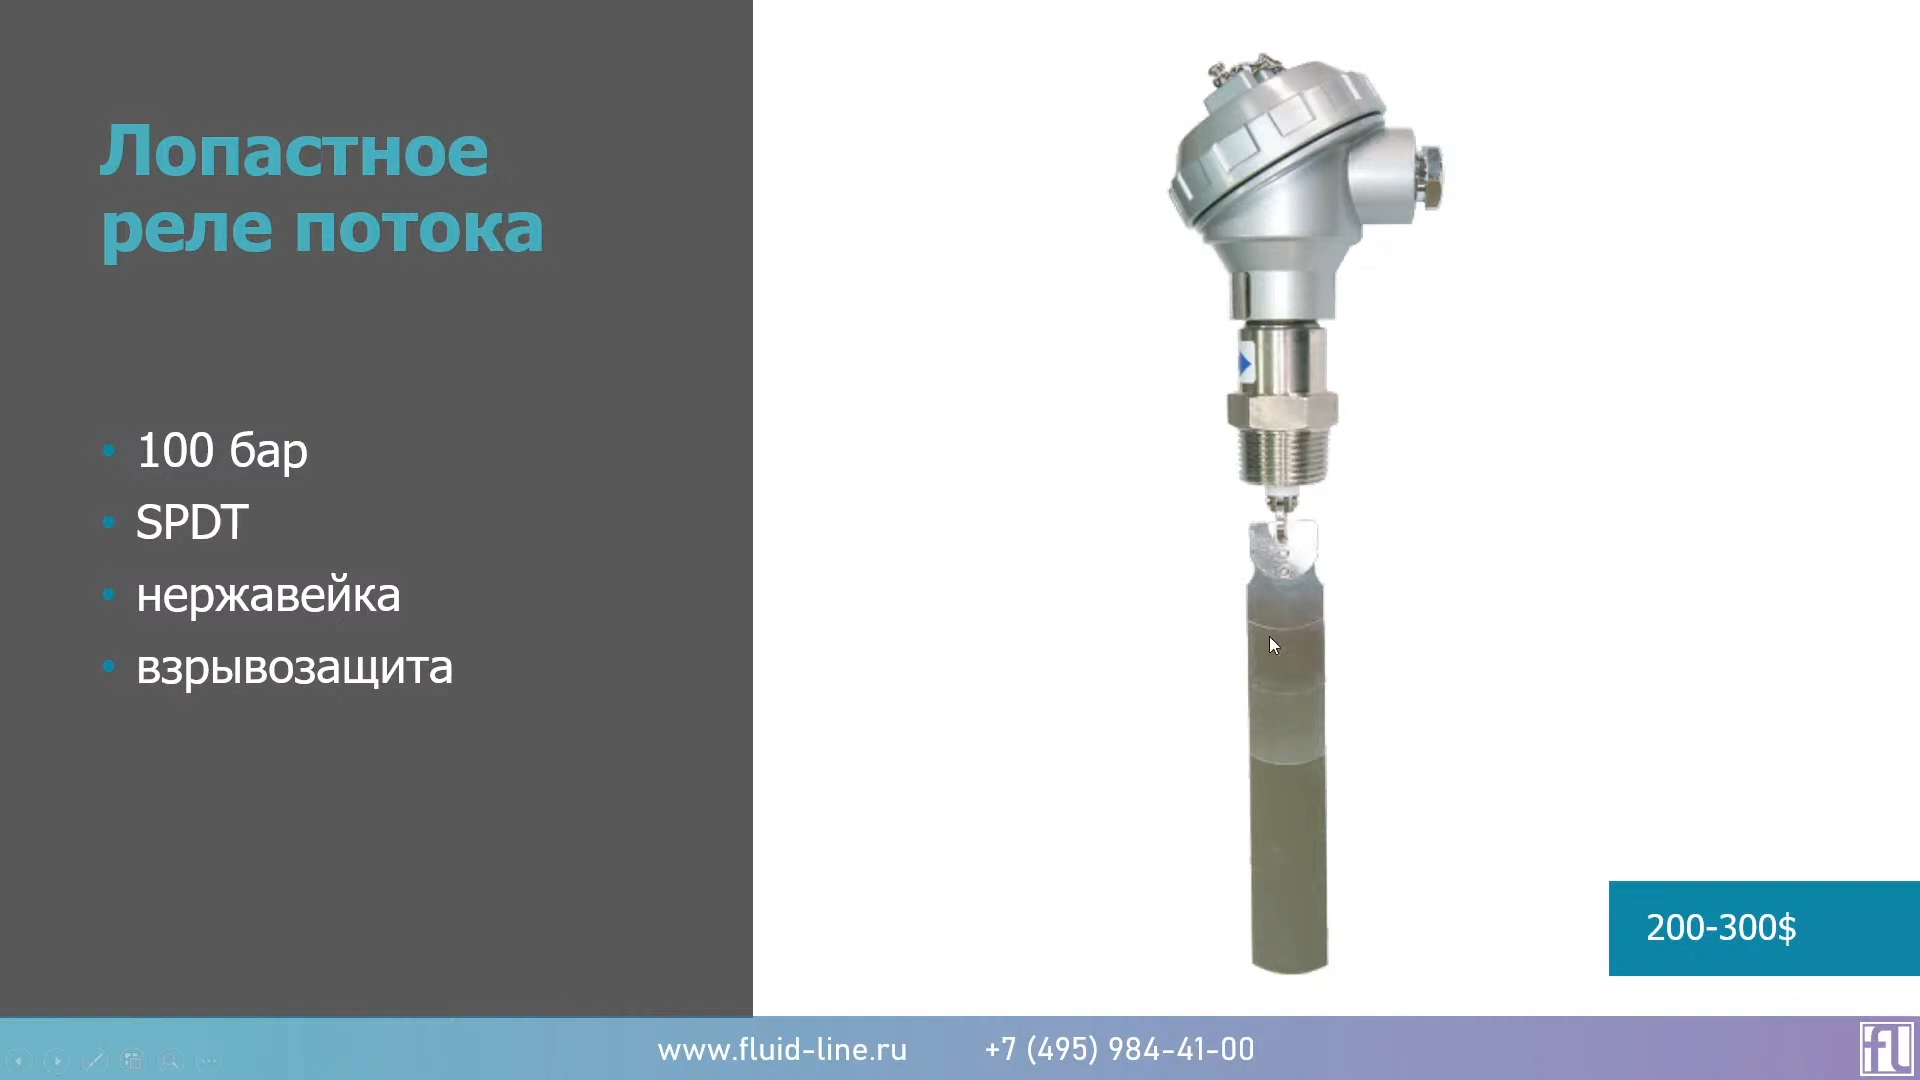 Лопастное
реле потока
• 100 бар
• SPDT
• нержавейка
• взрывозащита
200-300$
www.fluid-line.ru +7 (495) 984-41-00
fl